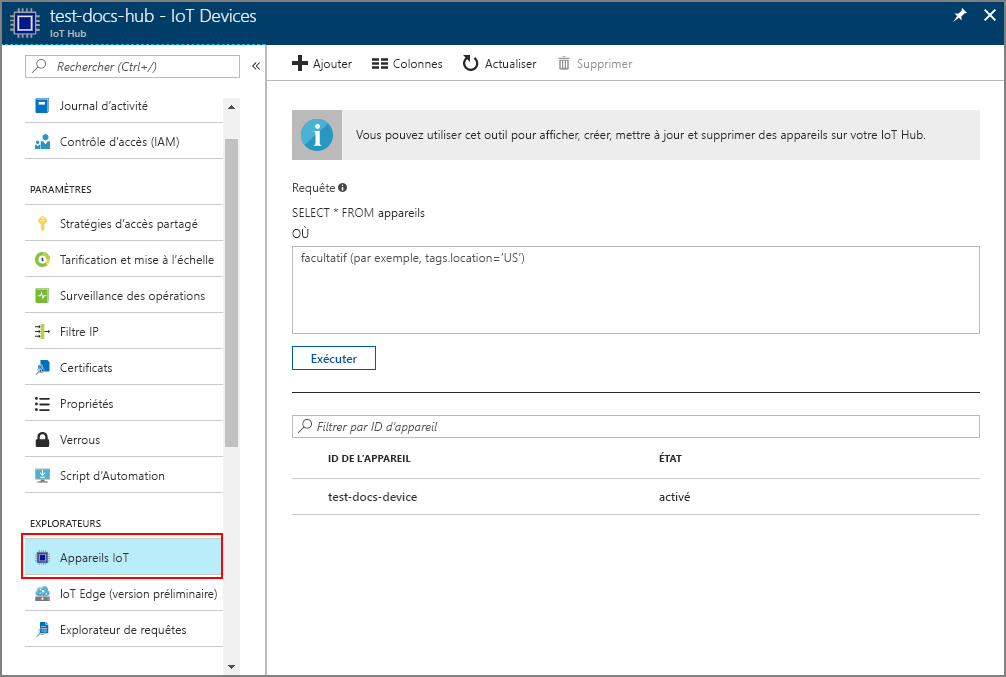 test-docs-hub - IoT Devices
IoT Hub
Rechercher (Ctrl+/)
«
Journal d’activité
Contrôle d’accès (IAM)
PARAMÈTRES
Stratégies d’accès partagé
Tarification et mise à l’échelle
Surveillance des opérations
Filtre IP
Certificats
Propriétés
Verrous
Script d’Automation
EXPLORATEURS
Appareils IoT
IoT Edge (version préliminaire)
Explorateur de requêtes
Ajouter
Colonnes
Actualiser
Supprimer
Vous pouvez utiliser cet outil pour afficher, créer, mettre à jour et supprimer des appareils sur votre IoT Hub.
Requête
SELECT * FROM appareils
OÙ
facultatif (par exemple, tags.location=’US’)
Exécuter
Filtrer par ID d’appareil
ID DE L’APPAREIL ÉTAT
test-docs-device activé